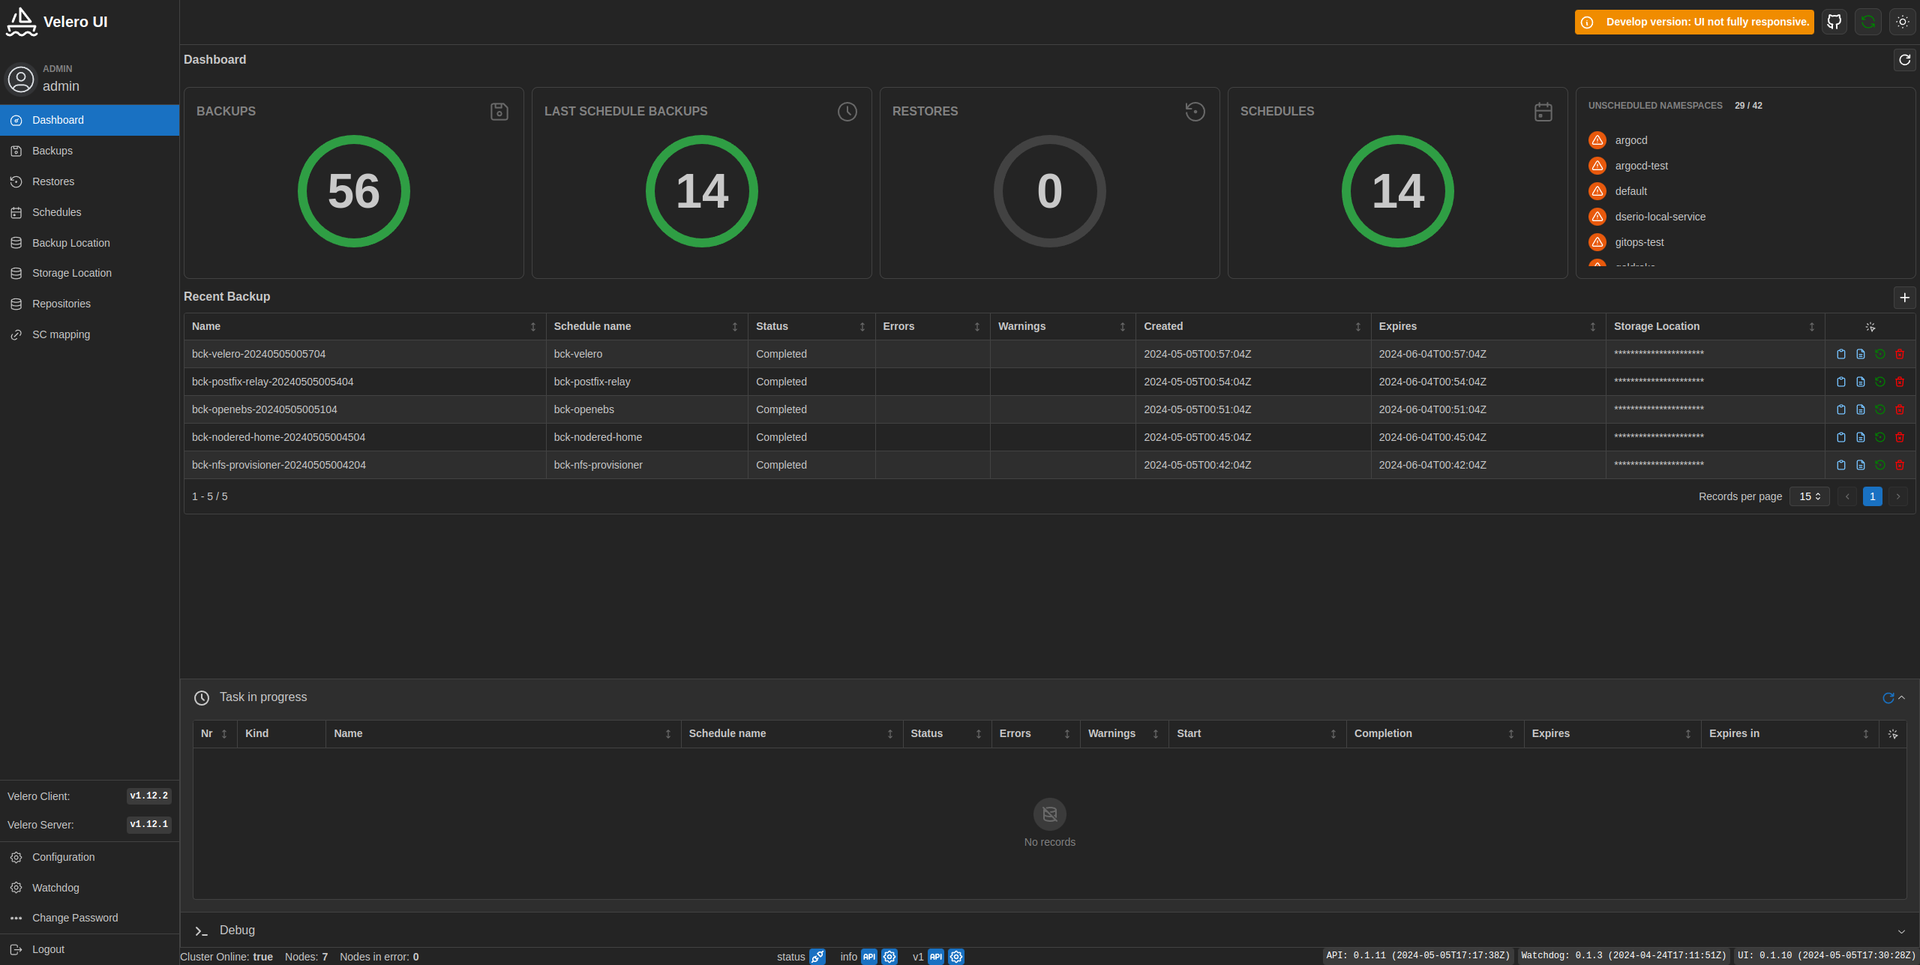 Velero UI
Develop version: UI not fully responsive.
ADMIN
admin
Dashboard
Backups
Restores
Schedules
Backup Location
Storage Location
Repositories
SC mapping
Velero Client: v1.12.2
Velero Server: v1.12.1
Configuration
Watchdog
Change Password
Logout
Dashboard
BACKUPS
56
LAST SCHEDULE BACKUPS
14
RESTORES
0
SCHEDULES
14
UNSCHEDULED NAMESPACES 29 / 42
argocd
argocd-test
default
dserio-local-service
gitops-test
Recent Backup
Name Schedule name Status Errors Warnings Created Expires Storage Location
bck-velero-20240505005704 bck-velero Completed 2024-05-05T00:57:04Z 2024-06-04T00:57:04Z ***********************
bck-postfix-relay-20240505005404 bck-postfix-relay Completed 2024-05-05T00:54:04Z 2024-06-04T00:54:04Z ***********************
bck-openebs-20240505005104 bck-openebs Completed 2024-05-05T00:51:04Z 2024-06-04T00:51:04Z ***********************
bck-nodered-home-20240505004504 bck-nodered-home Completed 2024-05-05T00:45:04Z 2024-06-04T00:45:04Z ***********************
bck-nfs-provisioner-20240505004204 bck-nfs-provisioner Completed 2024-05-05T00:42:04Z 2024-06-04T00:42:04Z ***********************
1 - 5 / 5 Records per page 15 1
Task in progress
Nr Kind Name Schedule name Status Errors Warnings Start Completion Expires Expires in
No records
Debug
Cluster Online: true Nodes: 7 Nodes in error: 0 status info API v1 API API: 0.1.11 (2024-05-05T17:17:38Z) Watchdog: 0.1.3 (2024-04-24T17:11:51Z) UI: 0.1.10 (2024-05-05T17:30:28Z)